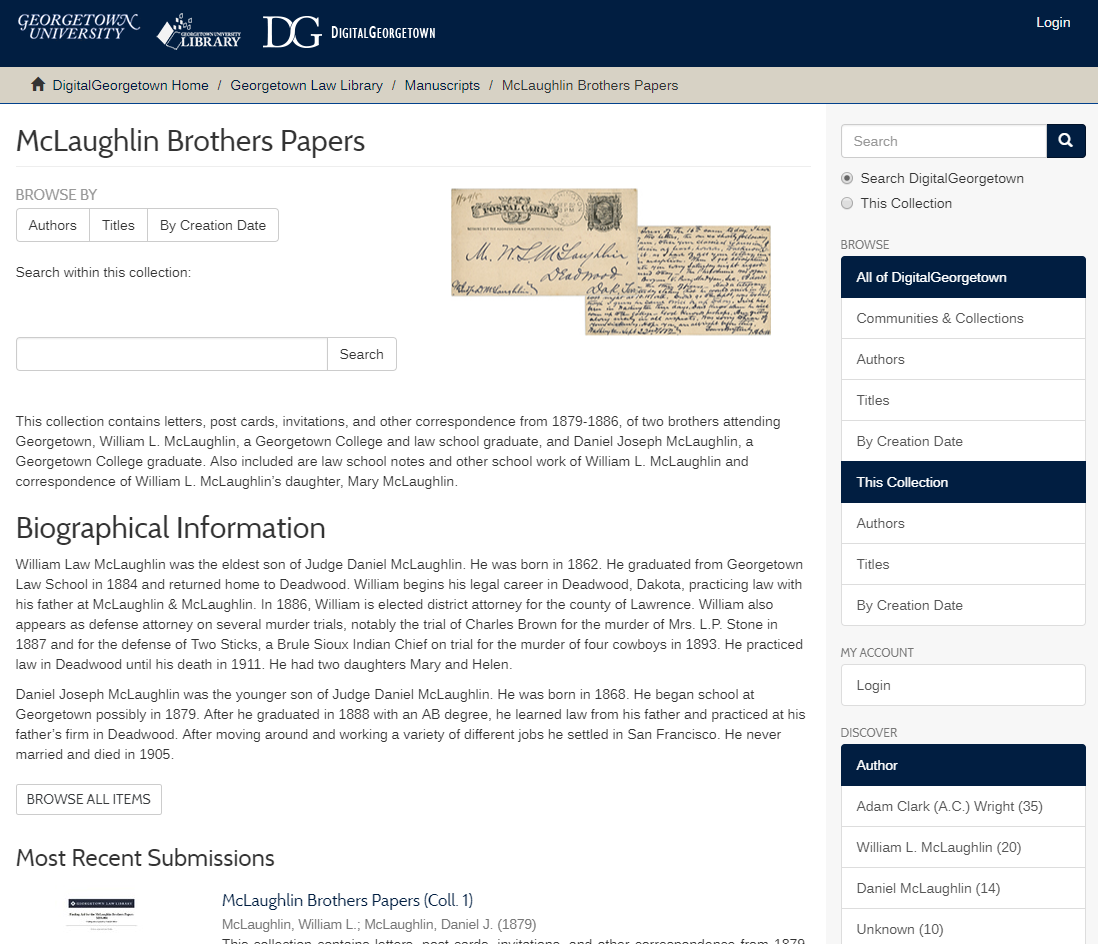 GEORGETOWN UNIVERSITY
GEORGETOWN UNIVERSITY LIBRARY
DG DIGITALGEORGETOWN
Login
DigitalGeorgetown Home / Georgetown Law Library / Manuscripts / McLaughlin Brothers Papers
McLaughlin Brothers Papers
BROWSE BY
Authors Titles By Creation Date
Search within this collection:
POSTAL CARD.
Mr. W. L. McLaughlin,
Deadwood
Search
This collection contains letters, post cards, invitations, and other correspondence from 1879-1886, of two brothers attending
Georgetown, William L. McLaughlin, a Georgetown College and law school graduate, and Daniel Joseph McLaughlin, a
Georgetown College graduate. Also included are law school notes and other school work of William L. McLaughlin and
correspondence of William L. McLaughlin's daughter, Mary McLaughlin.
Biographical Information
William Law McLaughlin was the eldest son of Judge Daniel McLaughlin. He was born in 1862. He graduated from Georgetown
Law School in 1884 and returned home to Deadwood. William begins his legal career in Deadwood, Dakota, practicing law with
his father at McLaughlin & McLaughlin. In 1886, William is elected district attorney for the county of Lawrence. William also
appears as defense attorney on several murder trials, notably the trial of Charles Brown for the murder of Mrs. L.P. Stone in
1887 and for the defense of Two Sticks, a Brule Sioux Indian Chief on trial for the murder of four cowboys in 1893. He practiced
law in Deadwood until his death in 1911. He had two daughters Mary and Helen.
Daniel Joseph McLaughlin was the younger son of Judge Daniel McLaughlin. He was born in 1868. He began school at
Georgetown possibly in 1879. After he graduated in 1888 with an AB degree, he learned law from his father and practiced at his
father's firm in Deadwood. After moving around and working a variety of different jobs he settled in San Francisco. He never
married and died in 1905.
BROWSE ALL ITEMS
Most Recent Submissions
GEORGETOWN LAW LIBRARY
McLaughlin Brothers Papers (Coll. 1)
McLaughlin, William L.; McLaughlin, Daniel J. (1879)
This collection contains letters, post cards, invitations, and other correspondence from 1879
Search
Search DigitalGeorgetown
This Collection
BROWSE
All of DigitalGeorgetown
Communities & Collections
Authors
Titles
By Creation Date
This Collection
Authors
Titles
By Creation Date
MY ACCOUNT
Login
DISCOVER
Author
Adam Clark (A.C.) Wright (35)
William L. McLaughlin (20)
Daniel McLaughlin (14)
Unknown (10)